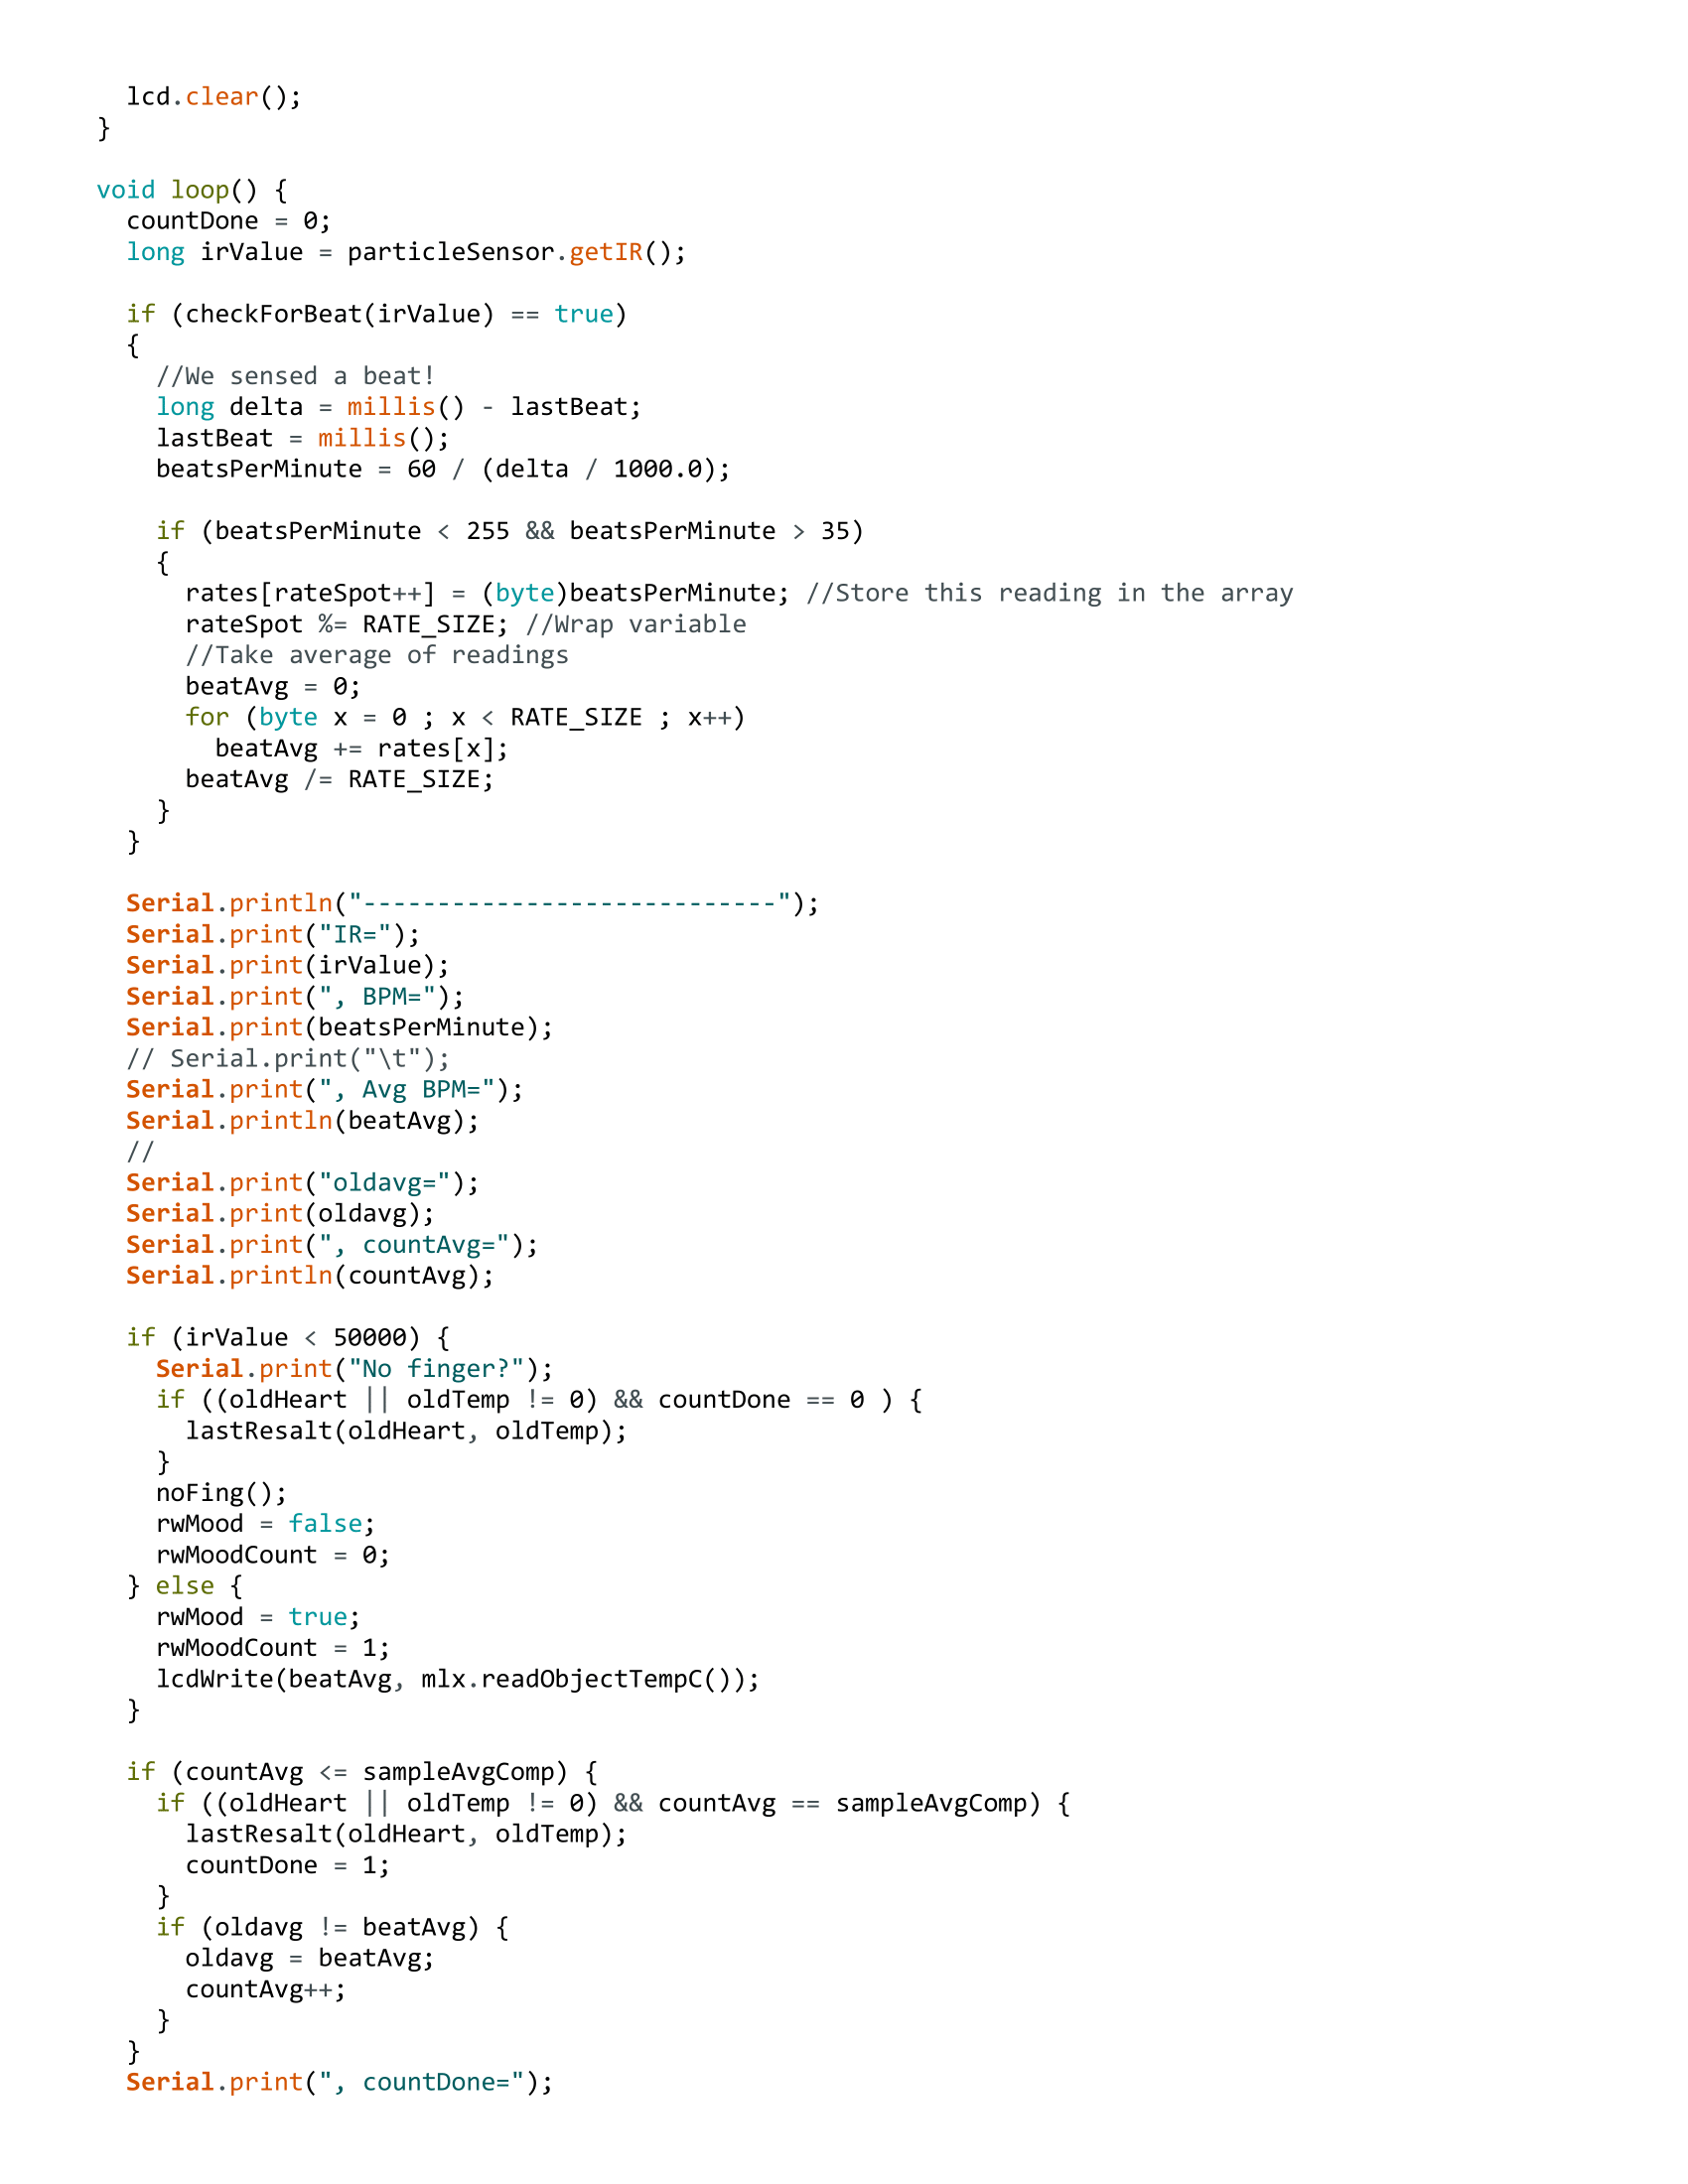 lcd.clear();
}
void loop() {
countDone = 0;
long irValue = particleSensor.getIR();
if (checkForBeat(irValue) == true)
{
//We sensed a beat!
long delta = millis() - lastBeat;
lastBeat = millis();
beatsPerMinute = 60 / (delta / 1000.0);
if (beatsPerMinute < 255 && beatsPerMinute > 35)
{
rates[rateSpot++] = (byte)beatsPerMinute; //Store this reading in the array
rateSpot %= RATE_SIZE; //Wrap variable
//Take average of readings
beatAvg = 0;
for (byte x = 0 ; x < RATE_SIZE ; x++)
beatAvg += rates[x];
beatAvg /= RATE_SIZE;
}
}
Serial.println("----------------------------");
Serial.print("IR=");
Serial.print(irValue);
Serial.print(", BPM=");
Serial.print(beatsPerMinute);
// Serial.print("\t");
Serial.print(", Avg BPM=");
Serial.println(beatAvg);
//
Serial.print("oldavg=");
Serial.print(oldavg);
Serial.print(", countAvg=");
Serial.println(countAvg);
if (irValue < 50000) {
Serial.print("No finger?");
if ((oldHeart || oldTemp != 0) && countDone == 0 ) {
lastResalt(oldHeart, oldTemp);
}
noFing();
rwMood = false;
rwMoodCount = 0;
} else {
rwMood = true;
rwMoodCount = 1;
lcdWrite(beatAvg, mlx.readObjectTempC());
}
if (countAvg <= sampleAvgComp) {
if ((oldHeart || oldTemp != 0) && countAvg == sampleAvgComp) {
lastResalt(oldHeart, oldTemp);
countDone = 1;
}
if (oldavg != beatAvg) {
oldavg = beatAvg;
countAvg++;
}
}
Serial.print(", countDone=");